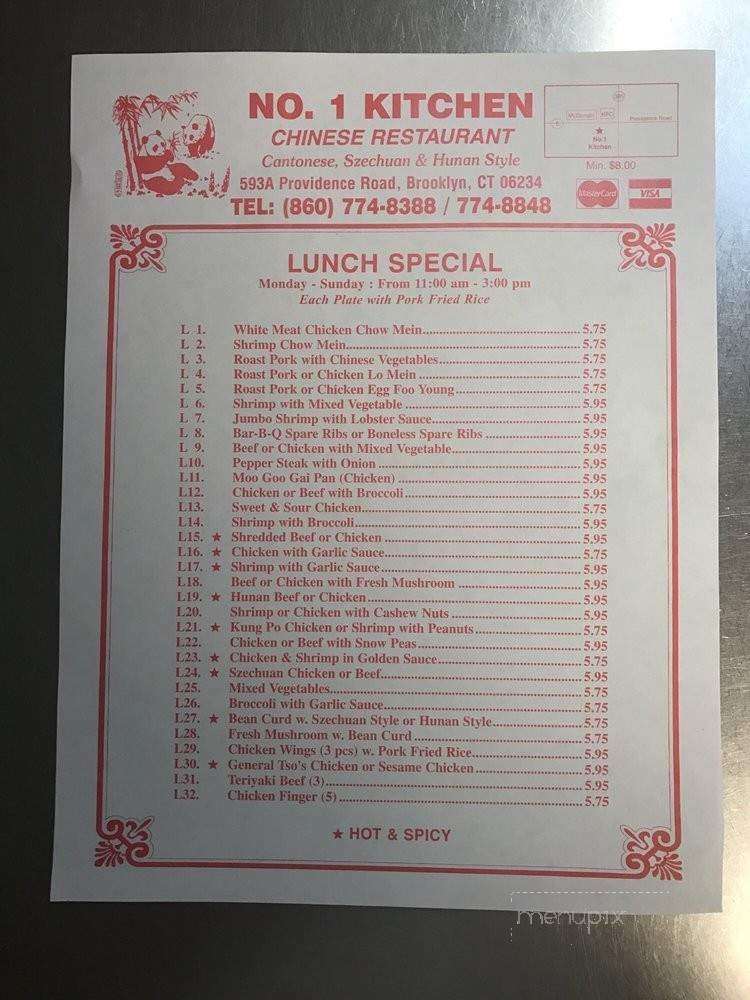 NO. 1 KITCHEN
CHINESE RESTAURANT
Cantonese, Szechuan & Hunan Style
593A Providence Road, Brooklyn, CT 06234
TEL: (860) 774-8388 / 774-8848
McDonald KFC
Providence Road
★
No.1
Kitchen
Min. $8.00
MasterCard VISA
LUNCH SPECIAL
Monday - Sunday : From 11:00 am - 3:00 pm
Each Plate with Pork Fried Rice
L 1. White Meat Chicken Chow Mein 5.75
L 2. Shrimp Chow Mein 5.75
L 3. Roast Pork with Chinese Vegetables 5.75
L 4. Roast Pork or Chicken Lo Mein 5.75
L 5. Roast Pork or Chicken Egg Foo Young 5.75
L 6. Shrimp with Mixed Vegetable 5.95
L 7. Jumbo Shrimp with Lobster Sauce 5.95
L 8. Bar-B-Q Spare Ribs or Boneless Spare Ribs 5.95
L 9. Beef or Chicken with Mixed Vegetable 5.95
L10. Pepper Steak with Onion 5.95
L11. Moo Goo Gai Pan (Chicken) 5.95
L12. Chicken or Beef with Broccoli 5.95
L13. Sweet & Sour Chicken 5.75
L14. Shrimp with Broccoli 5.95
L15. ★ Shredded Beef or Chicken 5.95
L16. ★ Chicken with Garlic Sauce 5.75
L17. ★ Shrimp with Garlic Sauce 5.95
L18. Beef or Chicken with Fresh Mushroom 5.95
L19. ★ Hunan Beef or Chicken 5.95
L20. Shrimp or Chicken with Cashew Nuts 5.95
L21. ★ Kung Po Chicken or Shrimp with Peanuts 5.75
L22. Chicken or Beef with Snow Peas 5.95
L23. ★ Chicken & Shrimp in Golden Sauce 5.75
L24. ★ Szechuan Chicken or Beef 5.95
L25. Mixed Vegetables 5.75
L26. Broccoli with Garlic Sauce 5.75
L27. ★ Bean Curd w. Szechuan Style or Hunan Style 5.75
L28. Fresh Mushroom w. Bean Curd 5.75
L29. Chicken Wings (3 pcs) w. Pork Fried Rice 5.95
L30. ★ General Tso's Chicken or Sesame Chicken 5.95
L31. Teriyaki Beef (3) 5.95
L32. Chicken Finger (5) 5.75
★ HOT & SPICY
menupix